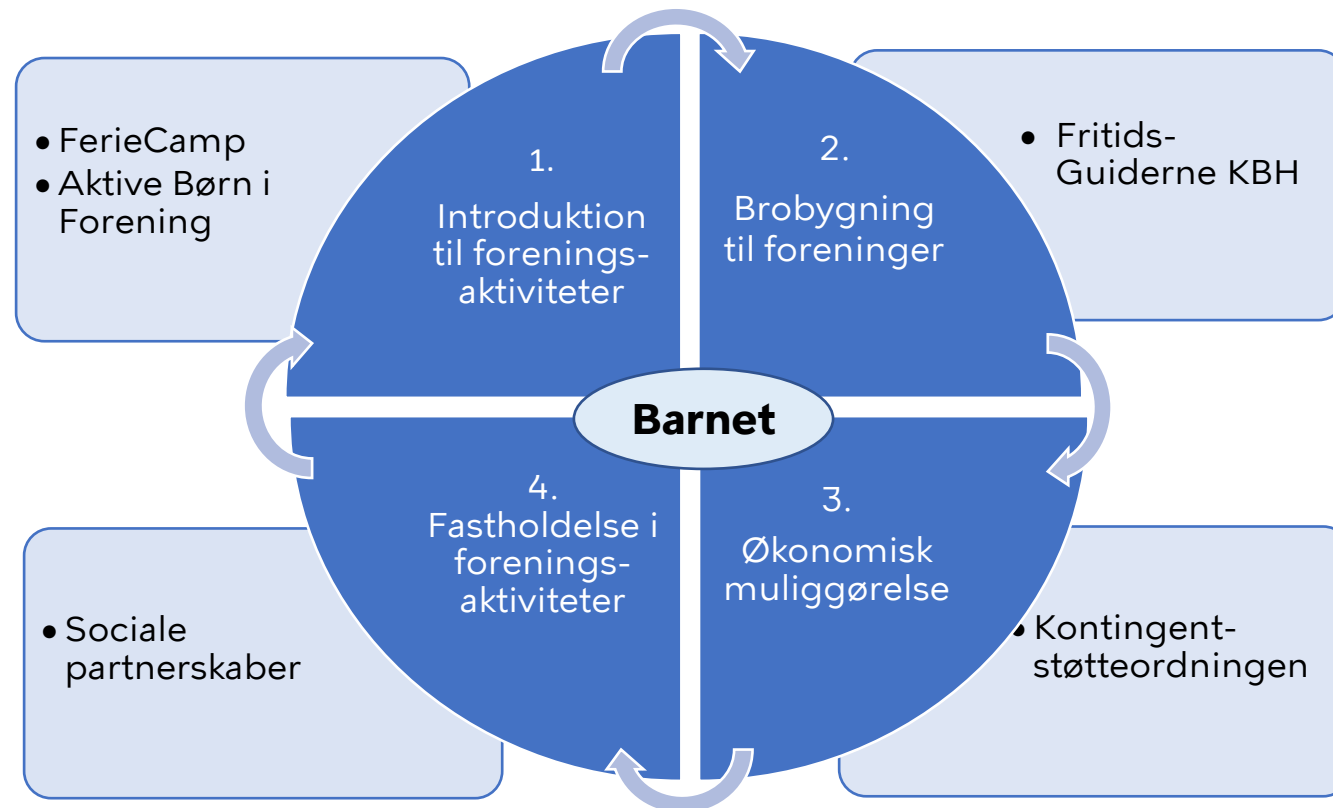 • FerieCamp
• Aktive Børn i
Forening
1.
Introduktion
til forenings-
aktiviteter
2.
Brobygning
til foreninger
• Fritids-
Guiderne KBH
Barnet
• Sociale
partnerskaber
4.
Fastholdelse i
forenings-
aktiviteter
3.
Økonomisk
muliggørelse
• Kontingent-
støtteordningen